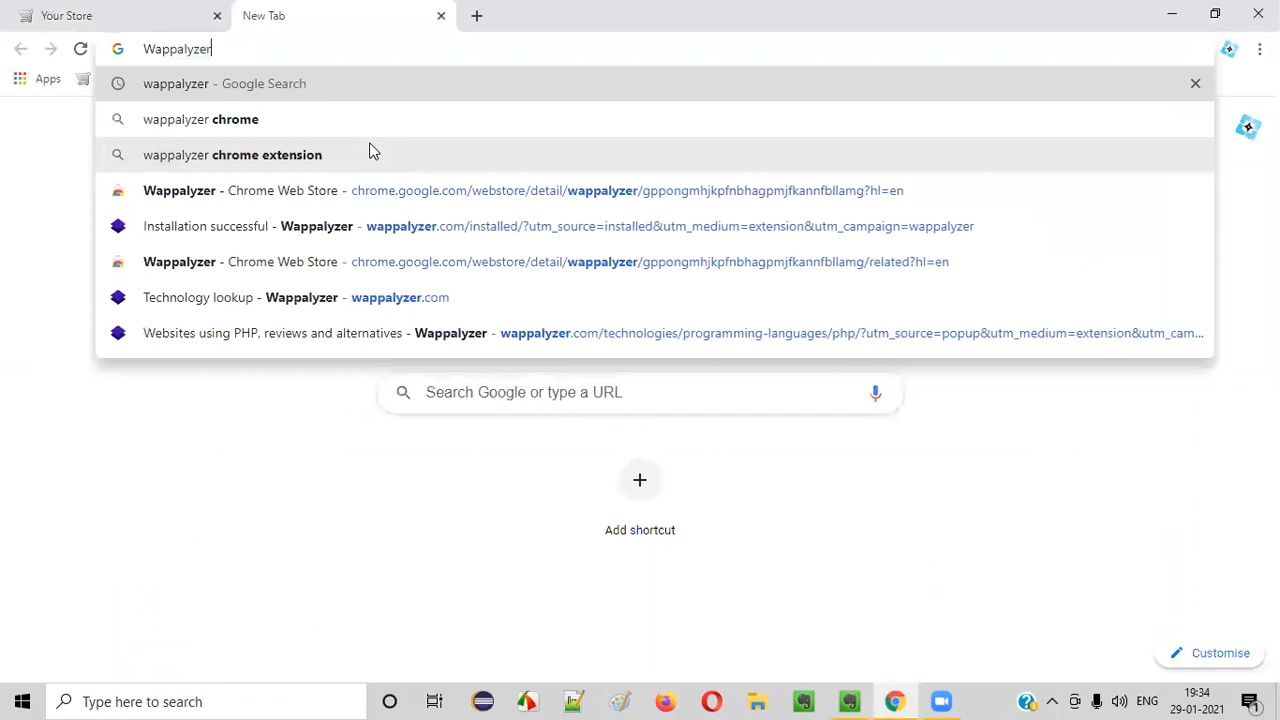 Your Store
New Tab
Wappalyzer
Apps
wappalyzer - Google Search
wappalyzer chrome
wappalyzer chrome extension
Wappalyzer - Chrome Web Store - chrome.google.com/webstore/detail/wappalyzer/gppongmhjkpfnbhagpmjfkannfbllamg?hl=en
Installation successful - Wappalyzer - wappalyzer.com/installed/?utm_source=installed&utm_medium=extension&utm_campaign=wappalyzer
Wappalyzer - Chrome Web Store - chrome.google.com/webstore/detail/wappalyzer/gppongmhjkpfnbhagpmjfkannfbllamg/related?hl=en
Technology lookup - Wappalyzer - wappalyzer.com
Websites using PHP, reviews and alternatives - Wappalyzer - wappalyzer.com/technologies/programming-languages/php/?utm_source=popup&utm_medium=extension&utm_cam...
Search Google or type a URL
Add shortcut
Customise
Type here to search
ENG
19:34
29-01-2021